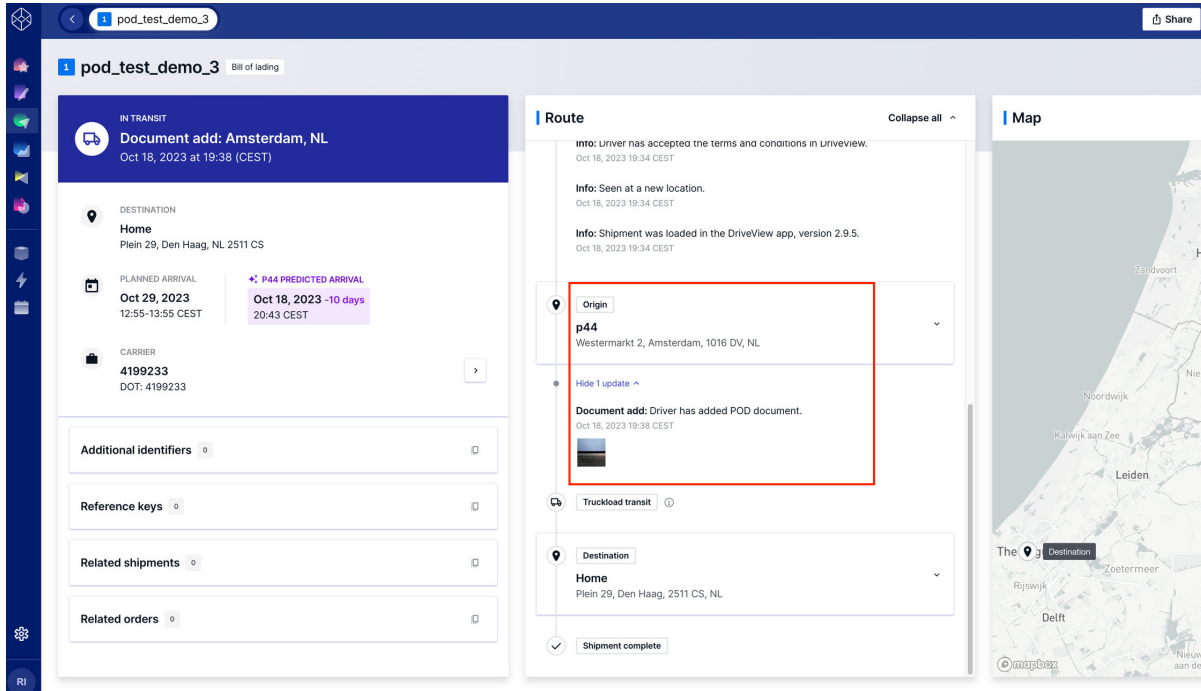 1 pod_test_demo_3
Share
1 pod_test_demo_3 Bill of lading
IN TRANSIT
Document add: Amsterdam, NL
Oct 18, 2023 at 19:38 (CEST)
DESTINATION
Home
Plein 29, Den Haag, NL 2511 CS
PLANNED ARRIVAL
Oct 29, 2023
12:55-13:55 CEST
P44 PREDICTED ARRIVAL
Oct 18, 2023 -10 days
20:43 CEST
CARRIER
4199233
DOT: 4199233
Additional identifiers 0
Reference keys 0
Related shipments 0
Related orders 0
RI
Route
Collapse all
Info: Driver has accepted the terms and conditions in DriveView.
Oct 18, 2023 19:34 CEST
Info: Seen at a new location.
Oct 18, 2023 19:34 CEST
Info: Shipment was loaded in the DriveView app, version 2.9.5.
Oct 18, 2023 19:34 CEST
Origin
p44
Westermarkt 2, Amsterdam, 1016 DV, NL
Hide 1 update
Document add: Driver has added POD document.
Oct 18, 2023 19:38 CEST
Truckload transit
Destination
Home
Plein 29, Den Haag, 2511 CS, NL
Shipment complete
Map
Zandvoort
H
Nie
Noordwijk
Katwijk aan Zee
Leiden
The g
Destination
Zoetermeer
Rijswijk
Delft
Nieuw
aan de
mapbox